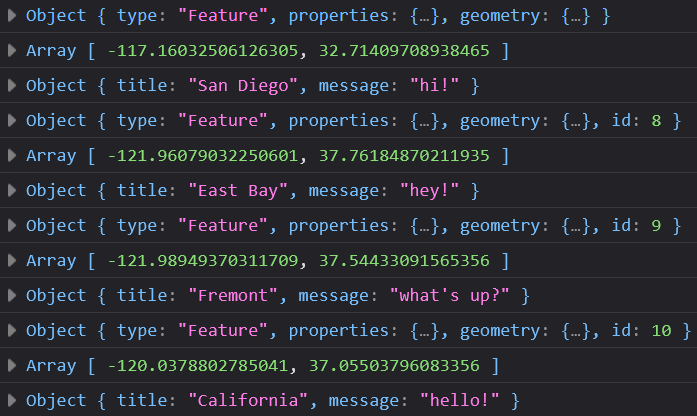 Object { type: "Feature", properties: {…}, geometry: {…} }
Array [ -117.16032506126305, 32.71409708938465 ]
Object { title: "San Diego", message: "hi!" }
Object { type: "Feature", properties: {…}, geometry: {…}, id: 8 }
Array [ -121.96079032250601, 37.76184870211935 ]
Object { title: "East Bay", message: "hey!" }
Object { type: "Feature", properties: {…}, geometry: {…}, id: 9 }
Array [ -121.98949370311709, 37.54433091565356 ]
Object { title: "Fremont", message: "what's up?" }
Object { type: "Feature", properties: {…}, geometry: {…}, id: 10 }
Array [ -120.0378802785041, 37.05503796083356 ]
Object { title: "California", message: "hello!" }